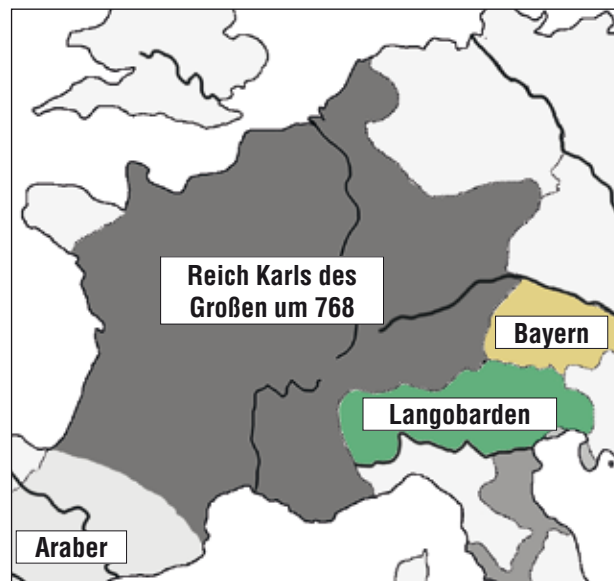 Reich Karls des
Großen um 768
Bayern
Langobarden
Araber